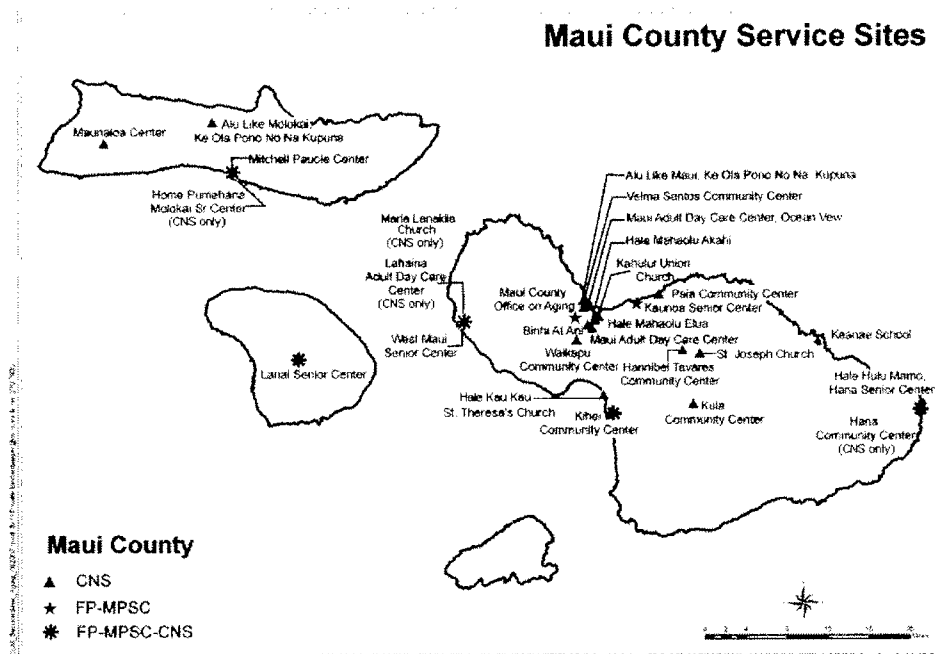 Maui County Service Sites
Maunaloa Center
Alu Like Molokai
Ke Ola Pono No Na Kupuna
Mitchell Pauole Center
Home Pumehana
Molokai Sr Center
(CNS only)
Alu Like Maui, Ke Ola Pono No Na Kupuna
Velma Santos Community Center
Maui Adult Day Care Center, Ocean View
Hale Mahaolu Akahi
Kahului Union
Church
Maria Lanakila
Church
(CNS only)
Lahaina
Adult Day Care
Center
(CNS only)
West Maui
Senior Center
Maui County
Office on Aging
Paia Community Center
Kaunoa Senior Center
Binhi At Ani
Hale Mahaolu Elua
Maui Adult Day Care Center
Waikapu
Community Center
Hannibel Tavares
Community Center
St. Joseph Church
Keanae School
Lanai Senior Center
Hale Kau Kau
St. Theresa's Church
Kihei
Community Center
Kula
Community Center
Hale Hulu Mamo,
Hana Senior Center
Hana
Community Center
(CNS only)
Maui County
CNS
FP-MPSC
FP-MPSC-CNS